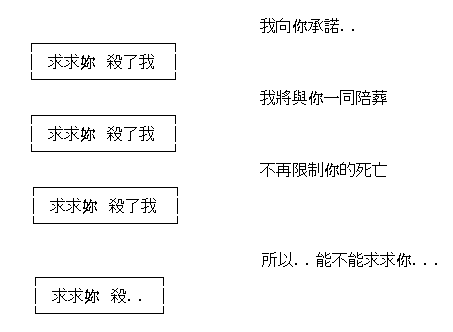 我向你承諾..
求求妳 殺了我
我將與你一同陪葬
求求妳 殺了我
不再限制你的死亡
求求妳 殺了我
所以..能不能求求你...
求求妳 殺..